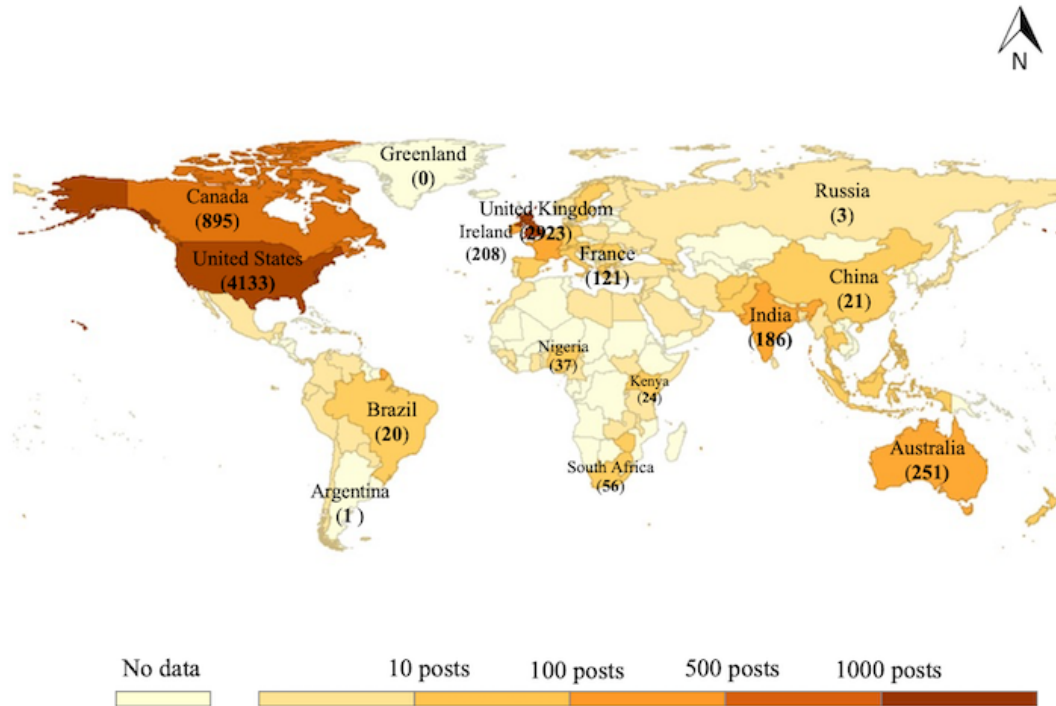 N
Greenland
(0)
Canada
(895)
Russia
(3)
United Kingdom
(2923)
Ireland
(208)
United States
(4133)
France
(121)
China
(21)
India
(186)
Nigeria
(37)
Kenya
(24)
Brazil
(20)
South Africa
(56)
Australia
(251)
Argentina
(1 )
No data
10 posts
100 posts
500 posts
1000 posts